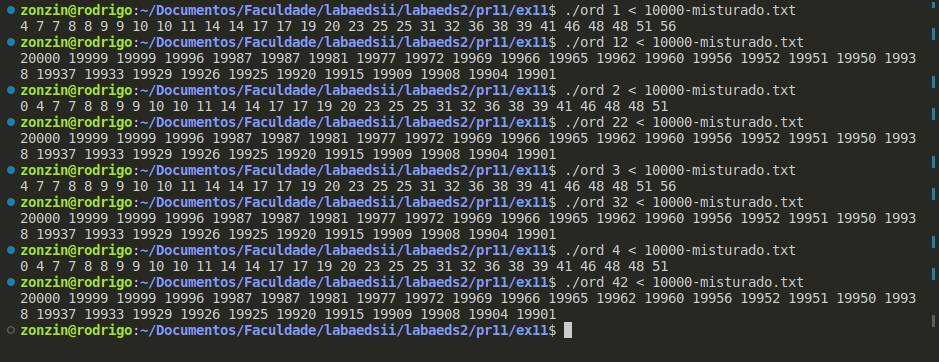 zonzin@rodrigo:~/Documentos/Faculdade/labaedsii/labaeds2/pr11/ex11$ ./ord 1 < 10000-misturado.txt
4 7 7 8 8 9 9 10 10 11 14 14 17 17 19 20 23 25 25 31 32 36 38 39 41 46 48 48 51 56
zonzin@rodrigo:~/Documentos/Faculdade/labaedsii/labaeds2/pr11/ex11$ ./ord 12 < 10000-misturado.txt
20000 19999 19999 19996 19987 19987 19981 19977 19972 19969 19966 19965 19962 19960 19956 19952 19951 19950 1993
8 19937 19933 19929 19926 19925 19920 19915 19909 19908 19904 19901
zonzin@rodrigo:~/Documentos/Faculdade/labaedsii/labaeds2/pr11/ex11$ ./ord 2 < 10000-misturado.txt
0 4 7 7 8 8 9 9 10 10 11 14 14 17 17 19 20 23 25 25 31 32 36 38 39 41 46 48 48 51
zonzin@rodrigo:~/Documentos/Faculdade/labaedsii/labaeds2/pr11/ex11$ ./ord 22 < 10000-misturado.txt
20000 19999 19999 19996 19987 19987 19981 19977 19972 19969 19966 19965 19962 19960 19956 19952 19951 19950 1993
8 19937 19933 19929 19926 19925 19920 19915 19909 19908 19904 19901
zonzin@rodrigo:~/Documentos/Faculdade/labaedsii/labaeds2/pr11/ex11$ ./ord 3 < 10000-misturado.txt
4 7 7 8 8 9 9 10 10 11 14 14 17 17 19 20 23 25 25 31 32 36 38 39 41 46 48 48 51 56
zonzin@rodrigo:~/Documentos/Faculdade/labaedsii/labaeds2/pr11/ex11$ ./ord 32 < 10000-misturado.txt
20000 19999 19999 19996 19987 19987 19981 19977 19972 19969 19966 19965 19962 19960 19956 19952 19951 19950 1993
8 19937 19933 19929 19926 19925 19920 19915 19909 19908 19904 19901
zonzin@rodrigo:~/Documentos/Faculdade/labaedsii/labaeds2/pr11/ex11$ ./ord 4 < 10000-misturado.txt
0 4 7 7 8 8 9 9 10 10 11 14 14 17 17 19 20 23 25 25 31 32 36 38 39 41 46 48 48 51
zonzin@rodrigo:~/Documentos/Faculdade/labaedsii/labaeds2/pr11/ex11$ ./ord 42 < 10000-misturado.txt
20000 19999 19999 19996 19987 19987 19981 19977 19972 19969 19966 19965 19962 19960 19956 19952 19951 19950 1993
8 19937 19933 19929 19926 19925 19920 19915 19909 19908 19904 19901
zonzin@rodrigo:~/Documentos/Faculdade/labaedsii/labaeds2/pr11/ex11$